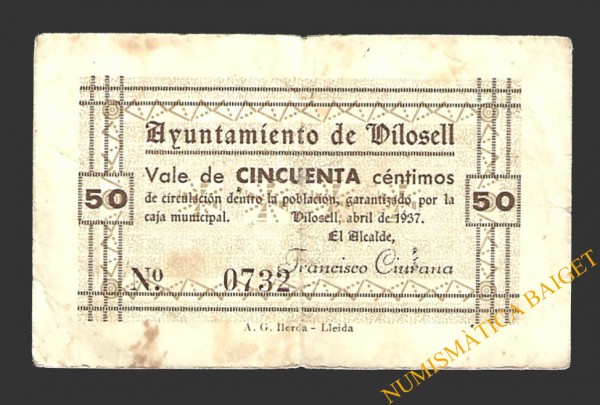 Ayuntamiento de Vilosell
Vale de CINCUENTA céntimos
50
de circulación dentro la población, garantizado por la
50
caja municipal. Vilosell, abril de 1937.
El Alcalde,
Francisco Ciurana
No. 0732
A. G. Ilerda - Lleida
NUMISMATICA BAIGET